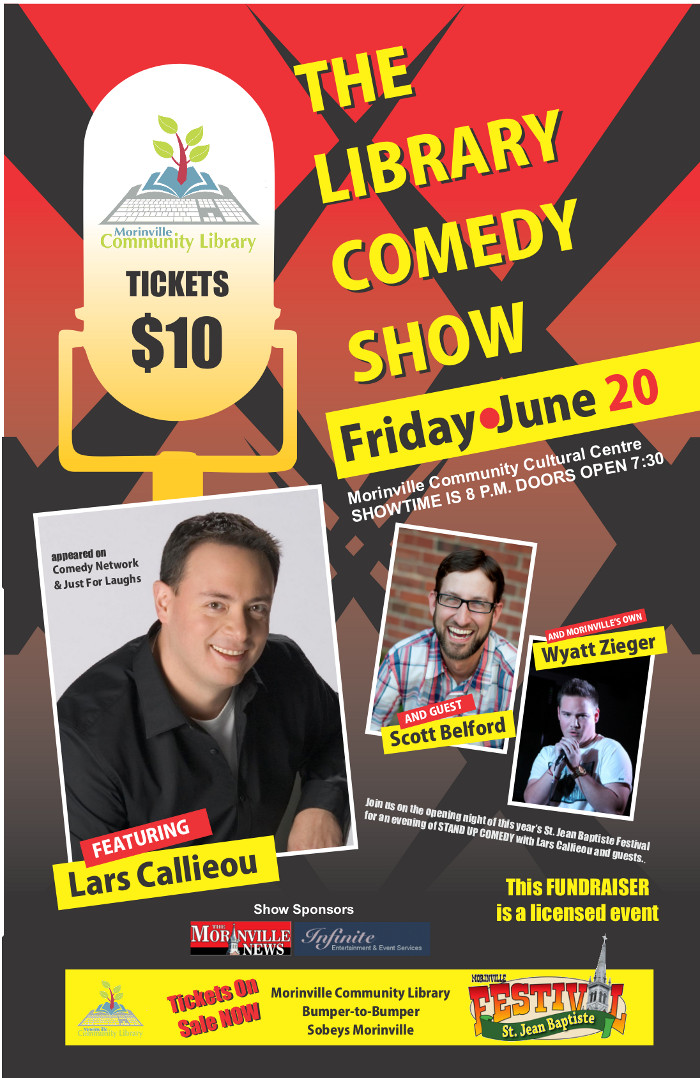 THE
LIBRARY
COMEDY
SHOW
Morinville
Community Library
TICKETS
$10
Friday•June 20
Morinville Community Cultural Centre
SHOWTIME IS 8 P.M. DOORS OPEN 7:30
appeared on
Comedy Network
& Just For Laughs
FEATURING
Lars Callieou
AND GUEST
Scott Belford
AND MORINVILLE'S OWN
Wyatt Zieger
Join us on the opening night of this year's St. Jean Baptiste Festival
for an evening of STAND UP COMEDY with Lars Callieou and guests..
This FUNDRAISER
is a licensed event
Show Sponsors
THE
MORINVILLE
NEWS
Infinite
Entertainment & Event Services
Morinville
Community Library
Tickets On
Sale NOW
Morinville Community Library
Bumper-to-Bumper
Sobeys Morinville
MORINVILLE
FESTIVAL
St. Jean Baptiste